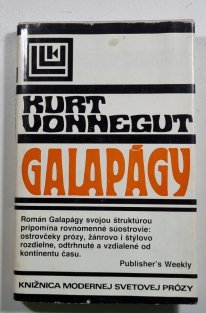 KURT
VONNEGUT
GALAPÁGY
Román Galapágy svojou štruktúrou
pripomína rovnomenné súostrovie:
ostrovčeky prózy, žánrovo i štýlovo
rozdielne, odtrhnuté a vzdialené od
kontinentu času.
Publisher's Weekly
KNIŽNICA MODERNEJ SVETOVEJ PRÓZY